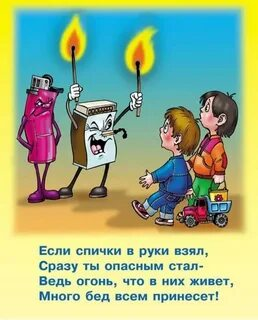 Если спички в руки взял,
Сразу ты опасным стал-
Ведь огонь, что в них живет,
Много бед всем принесет!